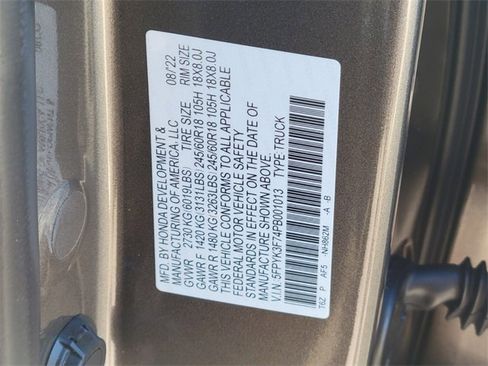 MFD. BY HONDA DEVELOPMENT & 08/22
MANUFACTURING OF AMERICA, LLC
GVWR 2730 KG (6019LBS) TIRE SIZE RIM SIZE
GAWR F 1420 KG (3131LBS) 245/60R18 105H 18X8.0J
GAWR R 1480 KG (3263LBS) 245/60R18 105H 18X8.0J
THIS VEHICLE CONFORMS TO ALL APPLICABLE
FEDERAL MOTOR VEHICLE SAFETY
STANDARDS IN EFFECT ON THE DATE OF
MANUFACTURE SHOWN ABOVE.
V.I.N. 5FPYK3F74PB001013 TYPE TRUCK
T6Z P AF5 -NH862M -A -B